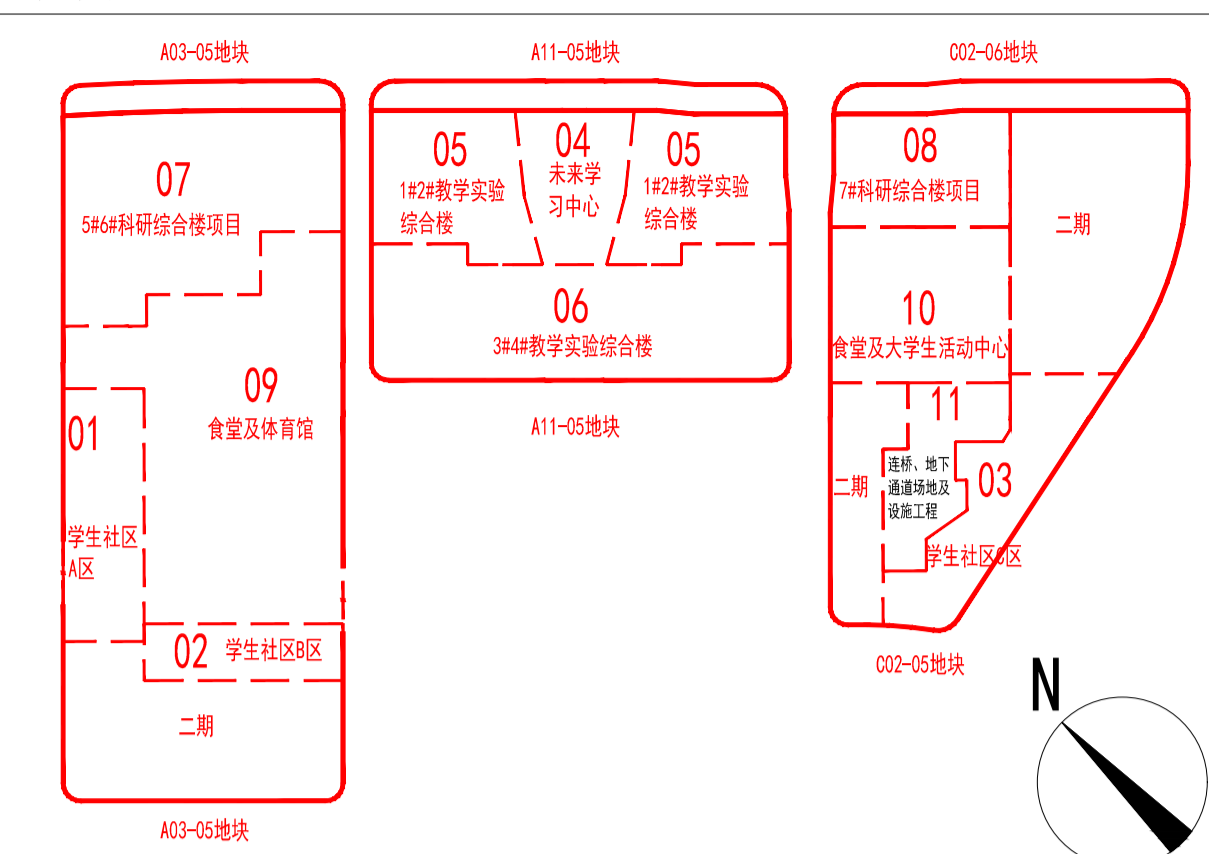 A03-05地块
A11-05地块
C02-06地块
07
5#6#科研综合楼项目
05
1#2#教学实验
综合楼
04
未来学
习中心
05
1#2#教学实验
综合楼
08
7#科研综合楼项目
二期
06
3#4#教学实验综合楼
10
食堂及大学生活动中心
09
食堂及体育馆
01
学生社区
A区
A11-05地块
11
连桥、地下
通道场地及
设施工程
二期
03
学生社区C区
02
学生社区B区
二期
C02-05地块
A03-05地块
N